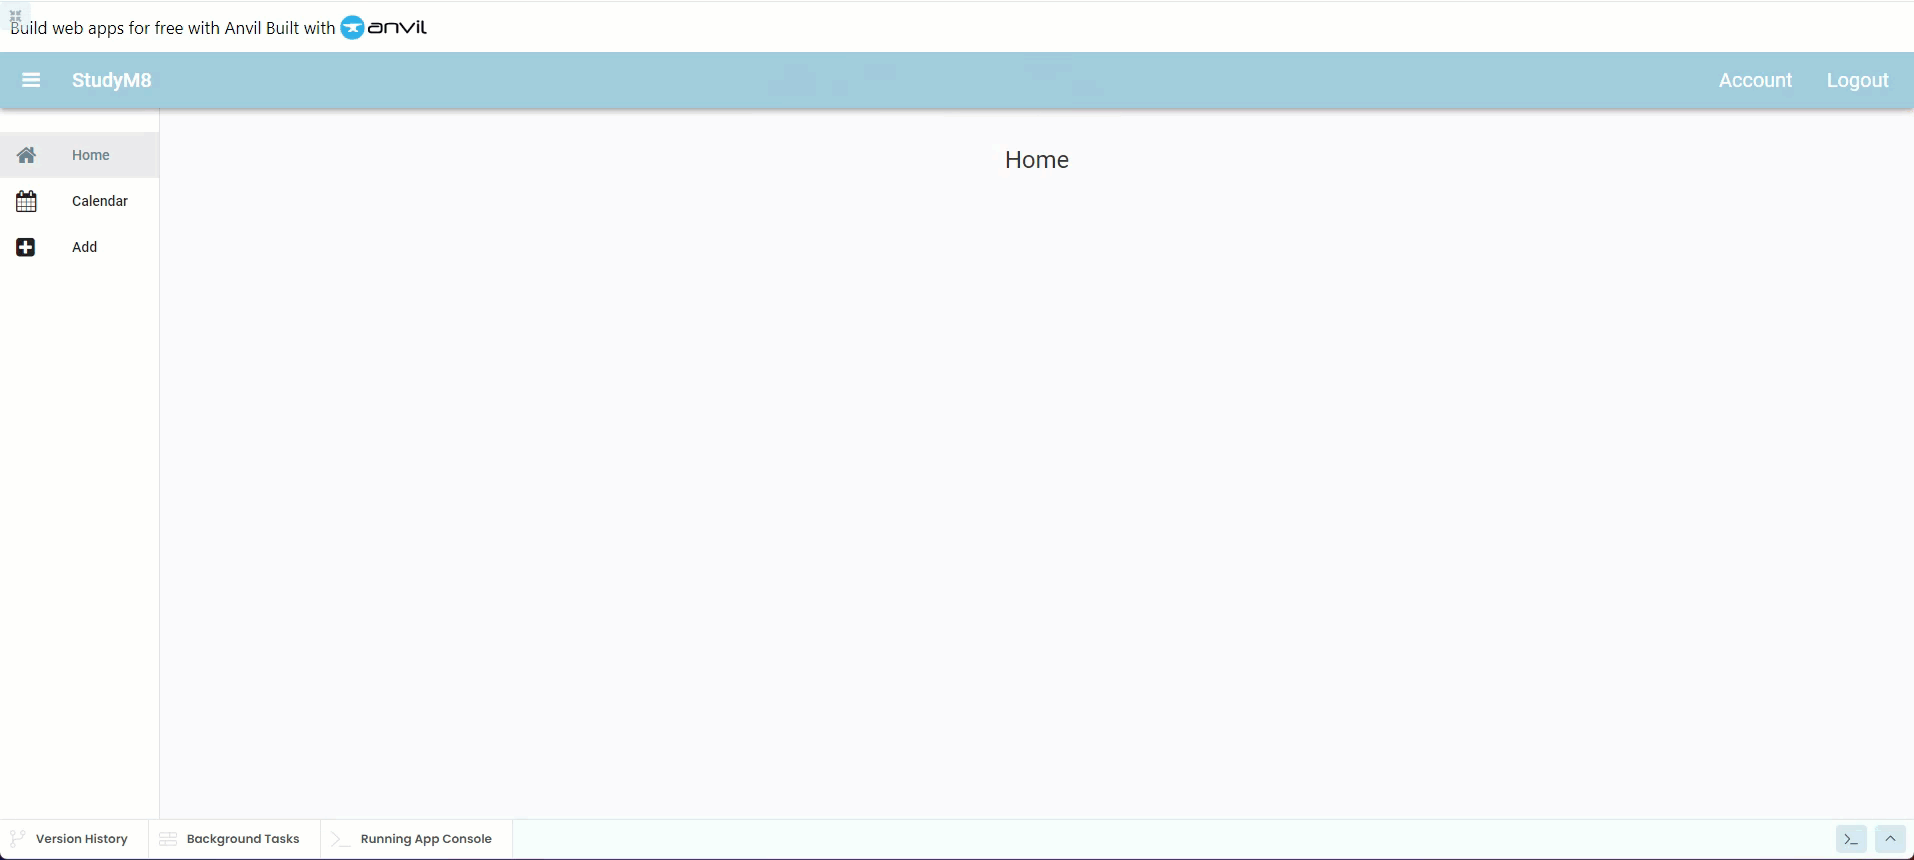 Build web apps for free with Anvil Built with anvil
StudyM8 Account Logout
Home
Home
Calendar
Add
Version History Background Tasks Running App Console